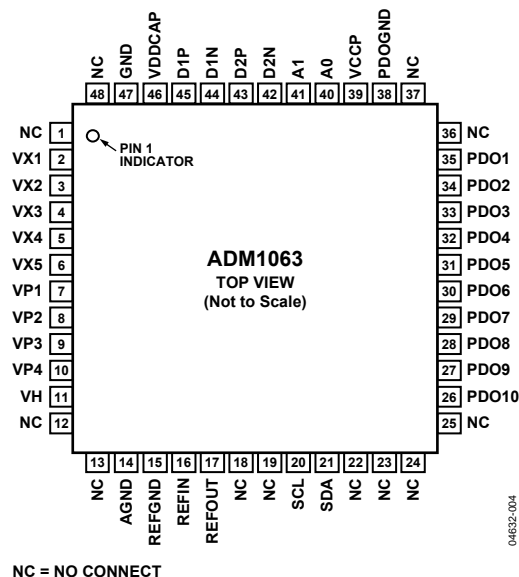 NC
GND
VDDCAP
D1P
D1N
D2P
D2N
A1
A0
VCCP
PDOGND
NC
48 47 46 45 44 43 42 41 40 39 38 37
NC 1
VX1 2
VX2 3
VX3 4
VX4 5
VX5 6
VP1 7
VP2 8
VP3 9
VP4 10
VH 11
NC 12
PIN 1
INDICATOR
ADM1063
TOP VIEW
(Not to Scale)
36 NC
35 PDO1
34 PDO2
33 PDO3
32 PDO4
31 PDO5
30 PDO6
29 PDO7
28 PDO8
27 PDO9
26 PDO10
25 NC
13 14 15 16 17 18 19 20 21 22 23 24
NC
AGND
REFGND
REFIN
REFOUT
NC
NC
SCL
SDA
NC
NC
NC
04632-004
NC = NO CONNECT